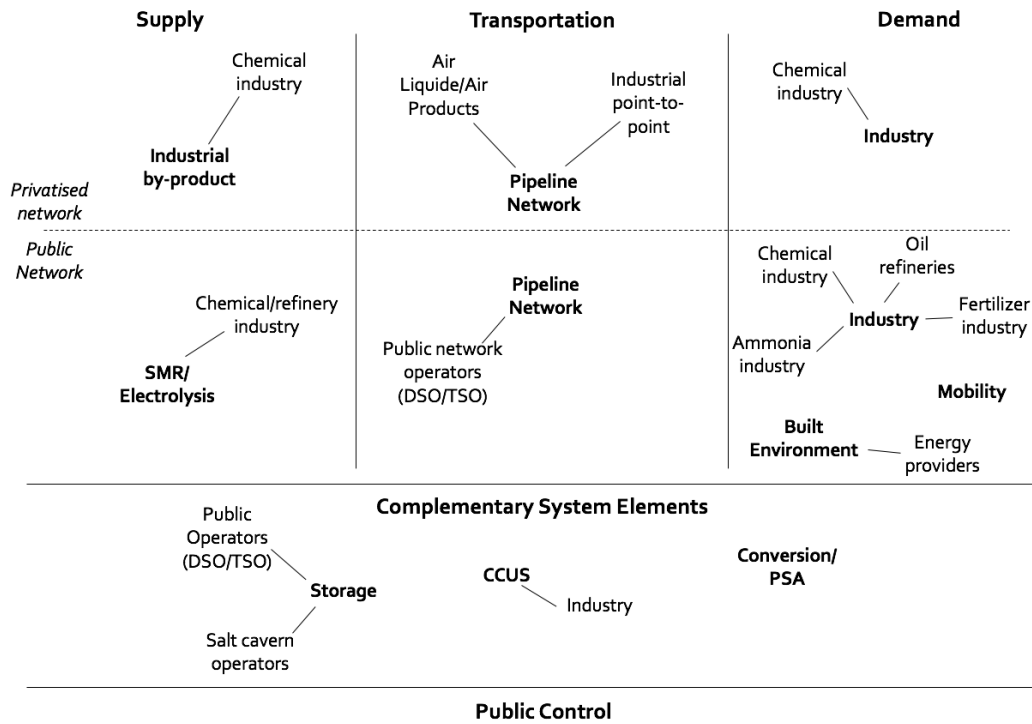 Supply
Transportation
Demand
Chemical
industry
Industrial
by-product
Air
Liquide/Air
Products
Industrial
point-to-
point
Pipeline
Network
Chemical
industry
Industry
Privatised
network
Public
Network
Chemical/refinery
industry
SMR/
Electrolysis
Pipeline
Network
Public network
operators
(DSO/TSO)
Chemical
industry
Oil
refineries
Industry
Fertilizer
industry
Ammonia
industry
Mobility
Built
Environment
Energy
providers
Complementary System Elements
Public
Operators
(DSO/TSO)
Storage
Salt cavern
operators
CCUS
Industry
Conversion/
PSA
Public Control